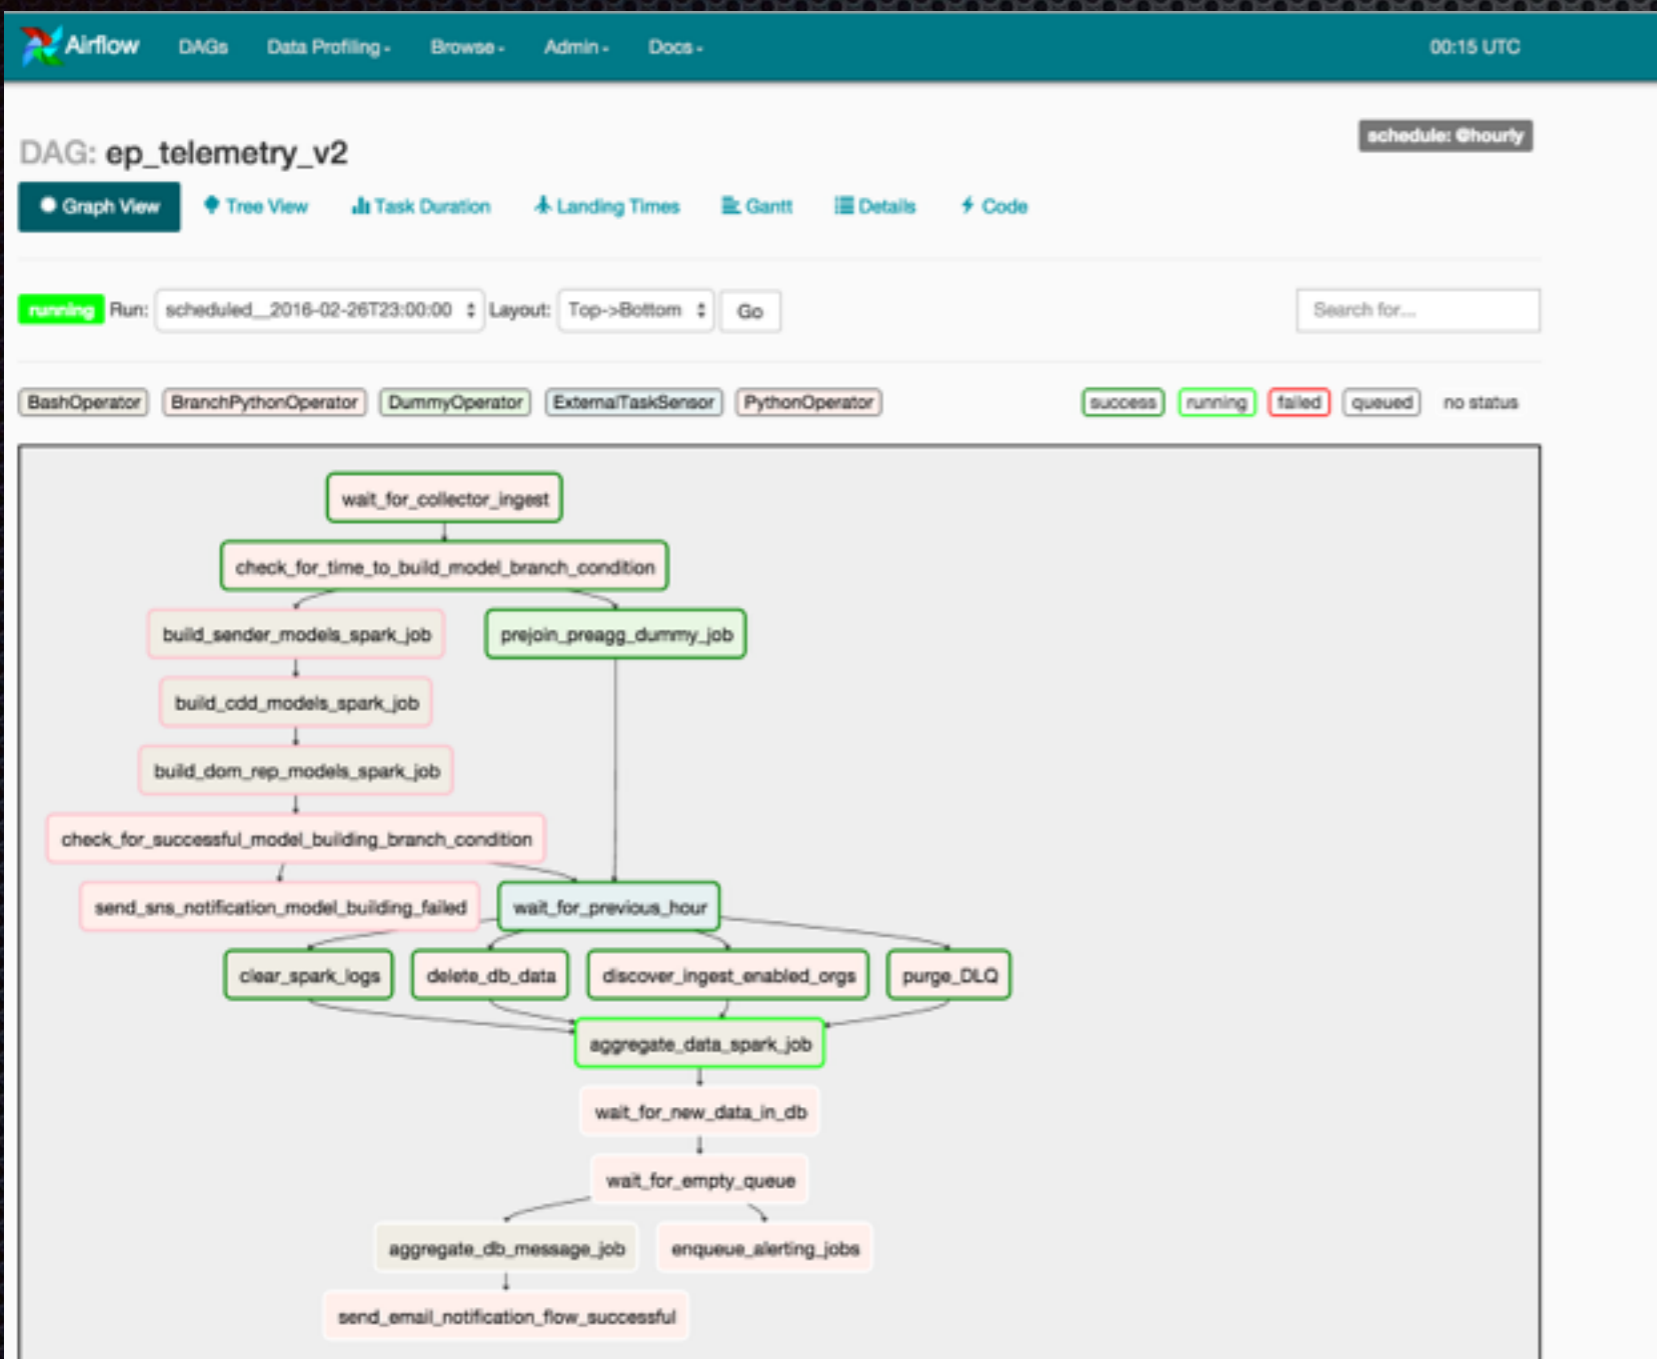 Airflow DAGs Data Profiling Browse Admin Docs 00:15 UTC
schedule: @hourly
DAG: ep_telemetry_v2
Graph View Tree View Task Duration Landing Times Gantt Details Code
running Run: scheduled__2016-02-26T23:00:00 Layout: Top->Bottom Go Search for...
BashOperator BranchPythonOperator DummyOperator ExternalTaskSensor PythonOperator success running failed queued no status
wait_for_collector_ingest
check_for_time_to_build_model_branch_condition
build_sender_models_spark_job prejoin_preagg_dummy_job
build_cdd_models_spark_job
build_dom_rep_models_spark_job
check_for_successful_model_building_branch_condition
send_sns_notification_model_building_failed wait_for_previous_hour
clear_spark_logs delete_db_data discover_ingest_enabled_orgs purge_DLQ
aggregate_data_spark_job
wait_for_new_data_in_db
wait_for_empty_queue
aggregate_db_message_job enqueue_alerting_jobs
send_email_notification_flow_successful